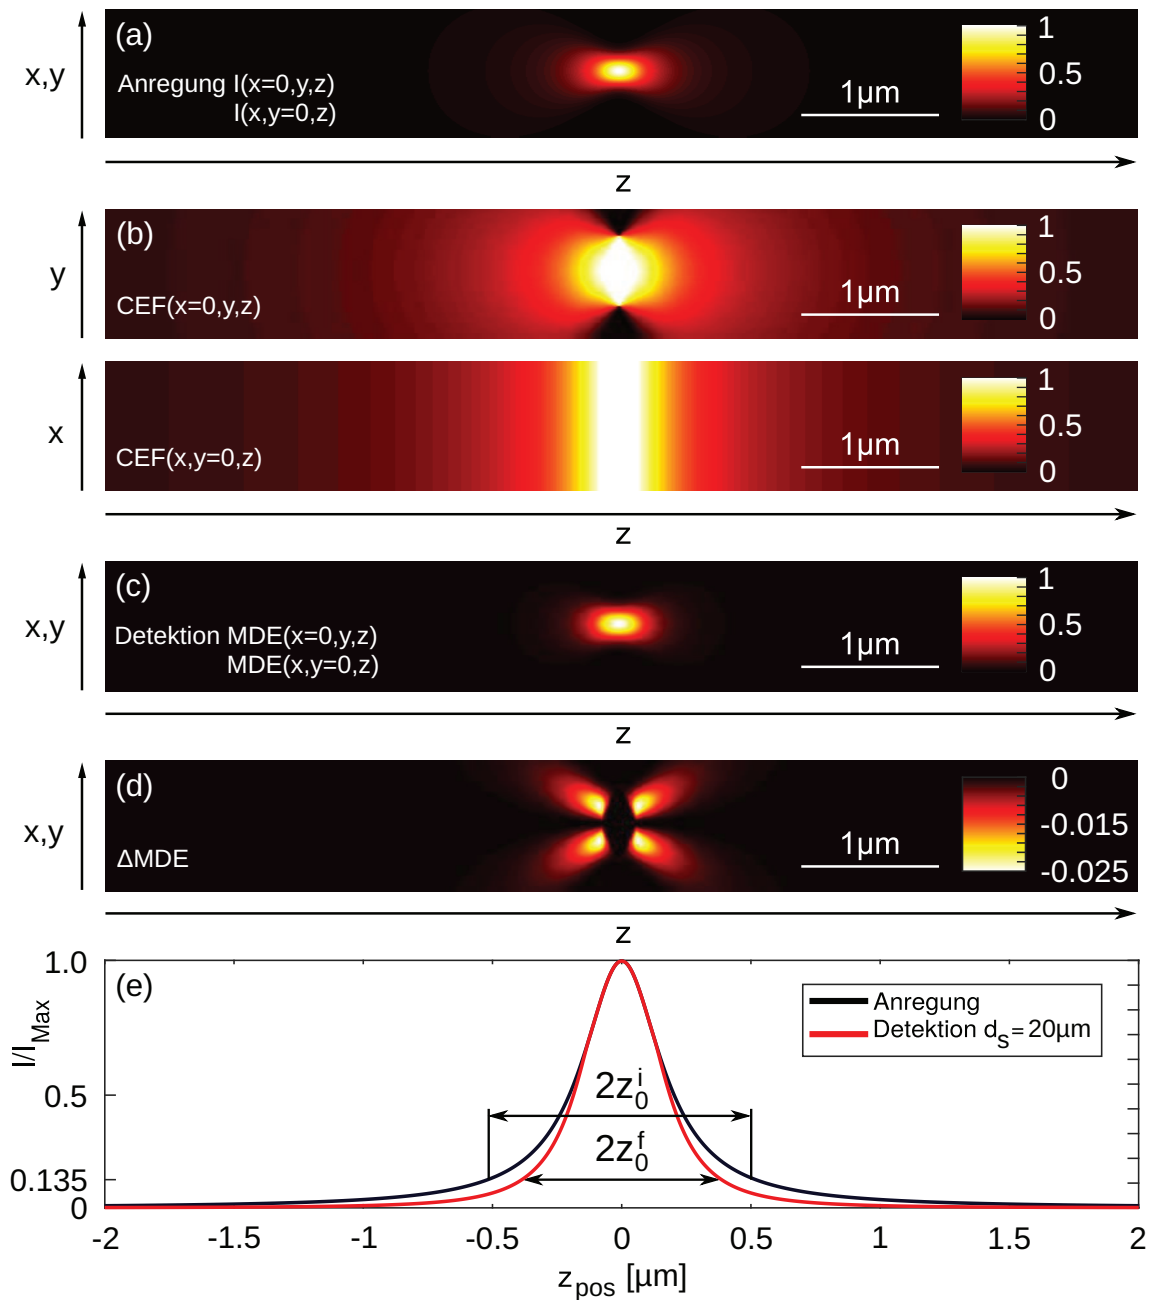 (a)
x,y
Anregung I(x=0,y,z)
I(x,y=0,z)
1µm
1
0.5
0
z
(b)
y
CEF(x=0,y,z)
1µm
1
0.5
0
x
CEF(x,y=0,z)
1µm
1
0.5
0
z
(c)
x,y
Detektion MDE(x=0,y,z)
MDE(x,y=0,z)
1µm
1
0.5
0
z
(d)
x,y
ΔMDE
1µm
0
-0.015
-0.025
z
(e)
I/I_Max
1.0
0.5
0.135
0
Anregung
Detektion d_s = 20µm
2z_0^i
2z_0^f
-2 -1.5 -1 -0.5 0 0.5 1 1.5 2
z_pos [µm]